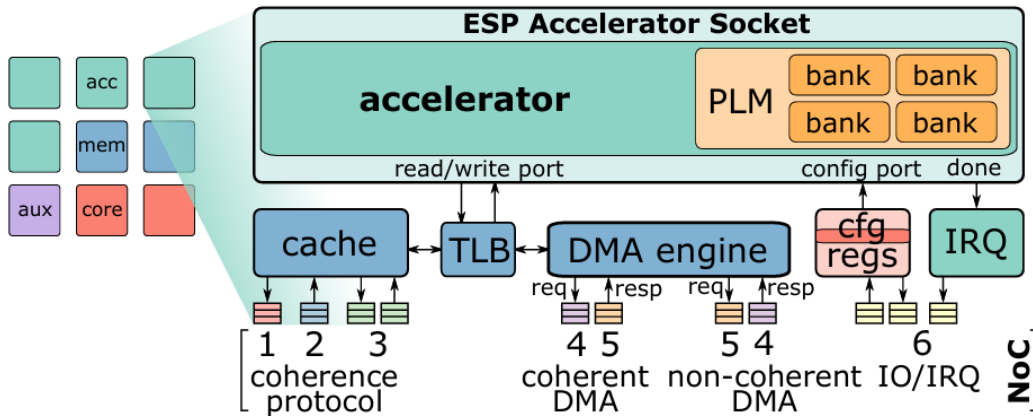 ESP Accelerator Socket
acc
mem
aux core
accelerator
PLM
bank bank
bank bank
read/write port config port done
cache TLB DMA engine cfg regs IRQ
req resp req resp
1 2 3 4 5 5 4 6
coherence protocol
coherent DMA
non-coherent DMA
IO/IRQ
NoC